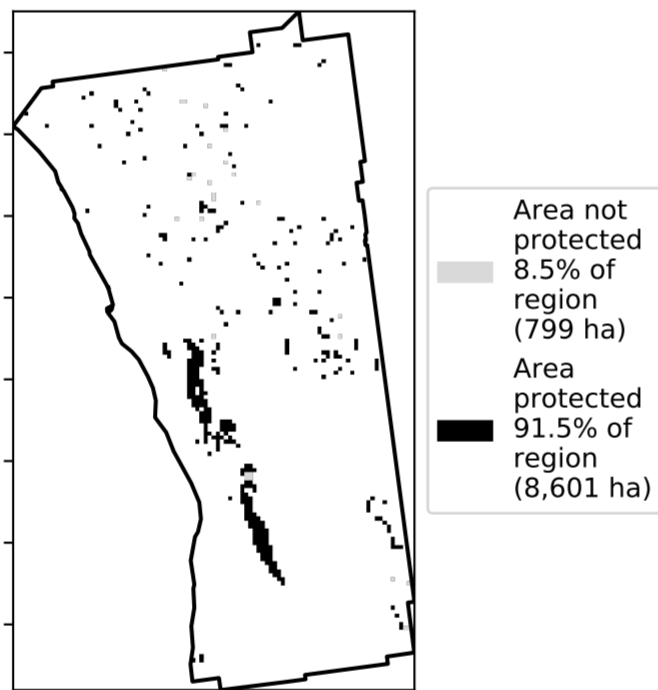 Area not
protected
8.5% of
region
(799 ha)
Area
protected
91.5% of
region
(8,601 ha)